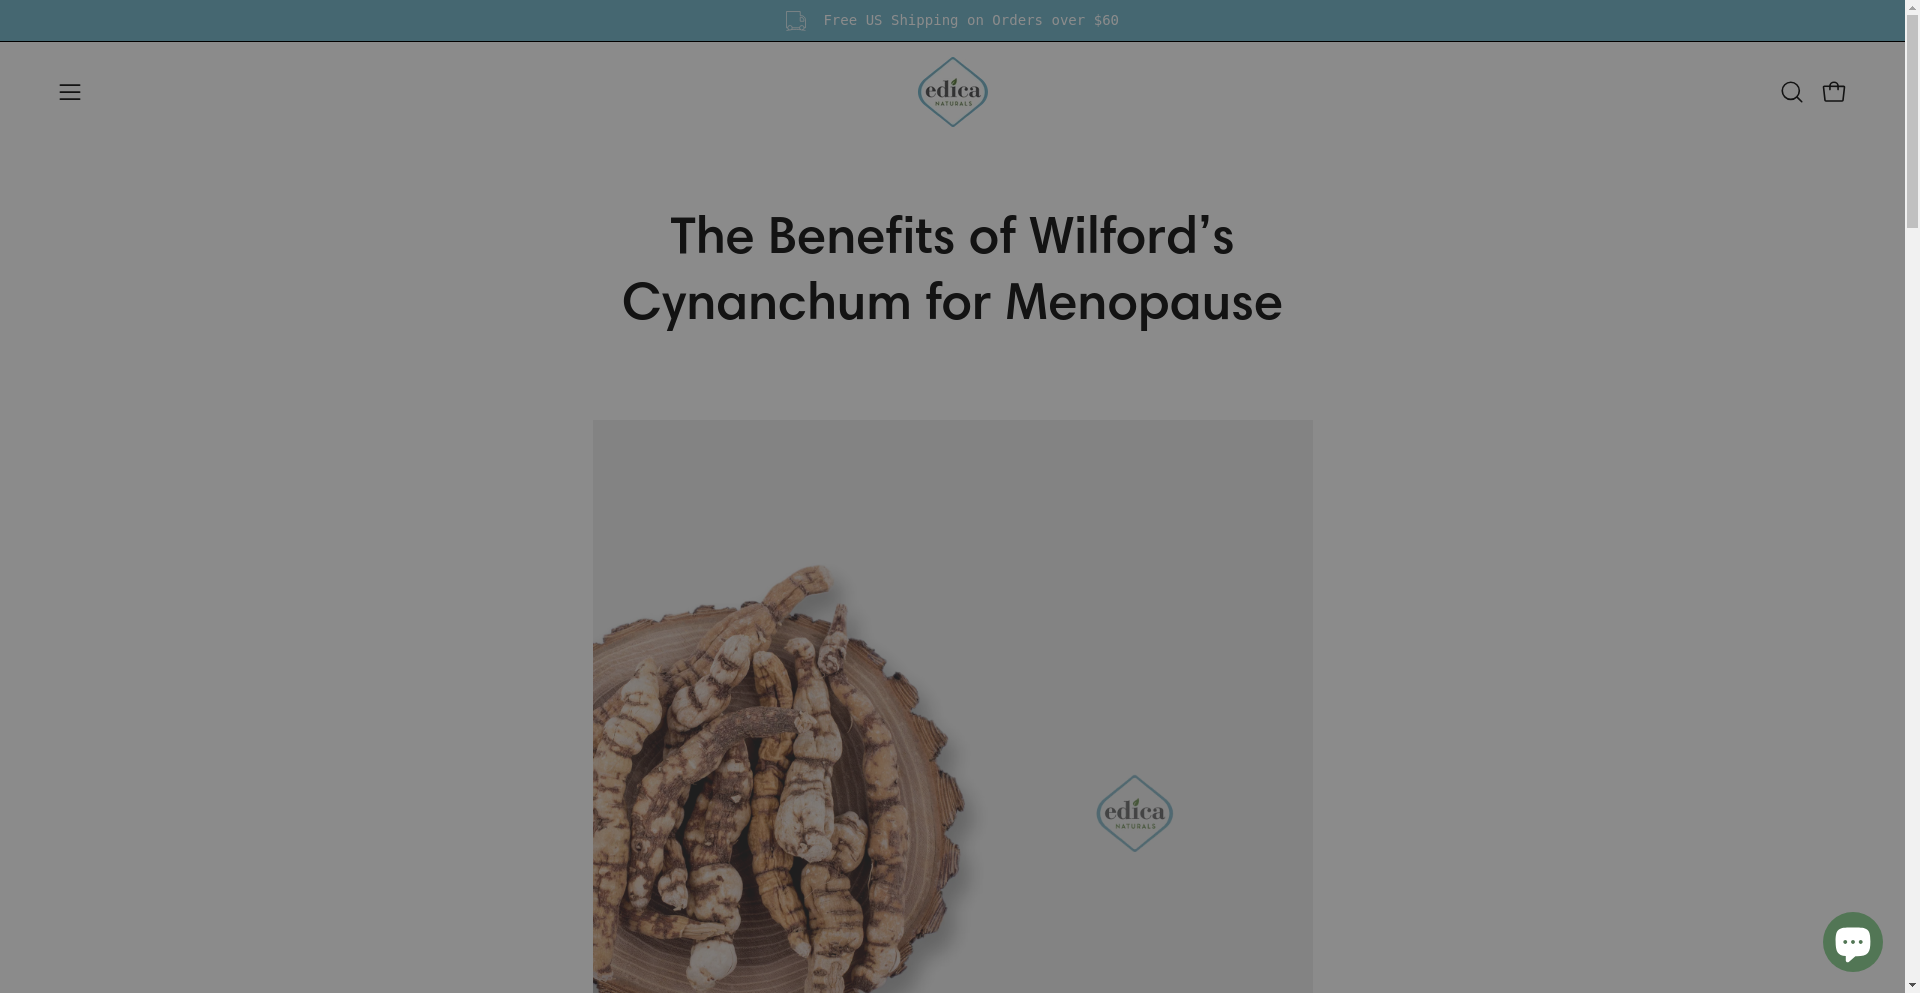 Free US Shipping on Orders over $60
edica
NATURALS
The Benefits of Wilford’s
Cynanchum for Menopause
edica
NATURALS